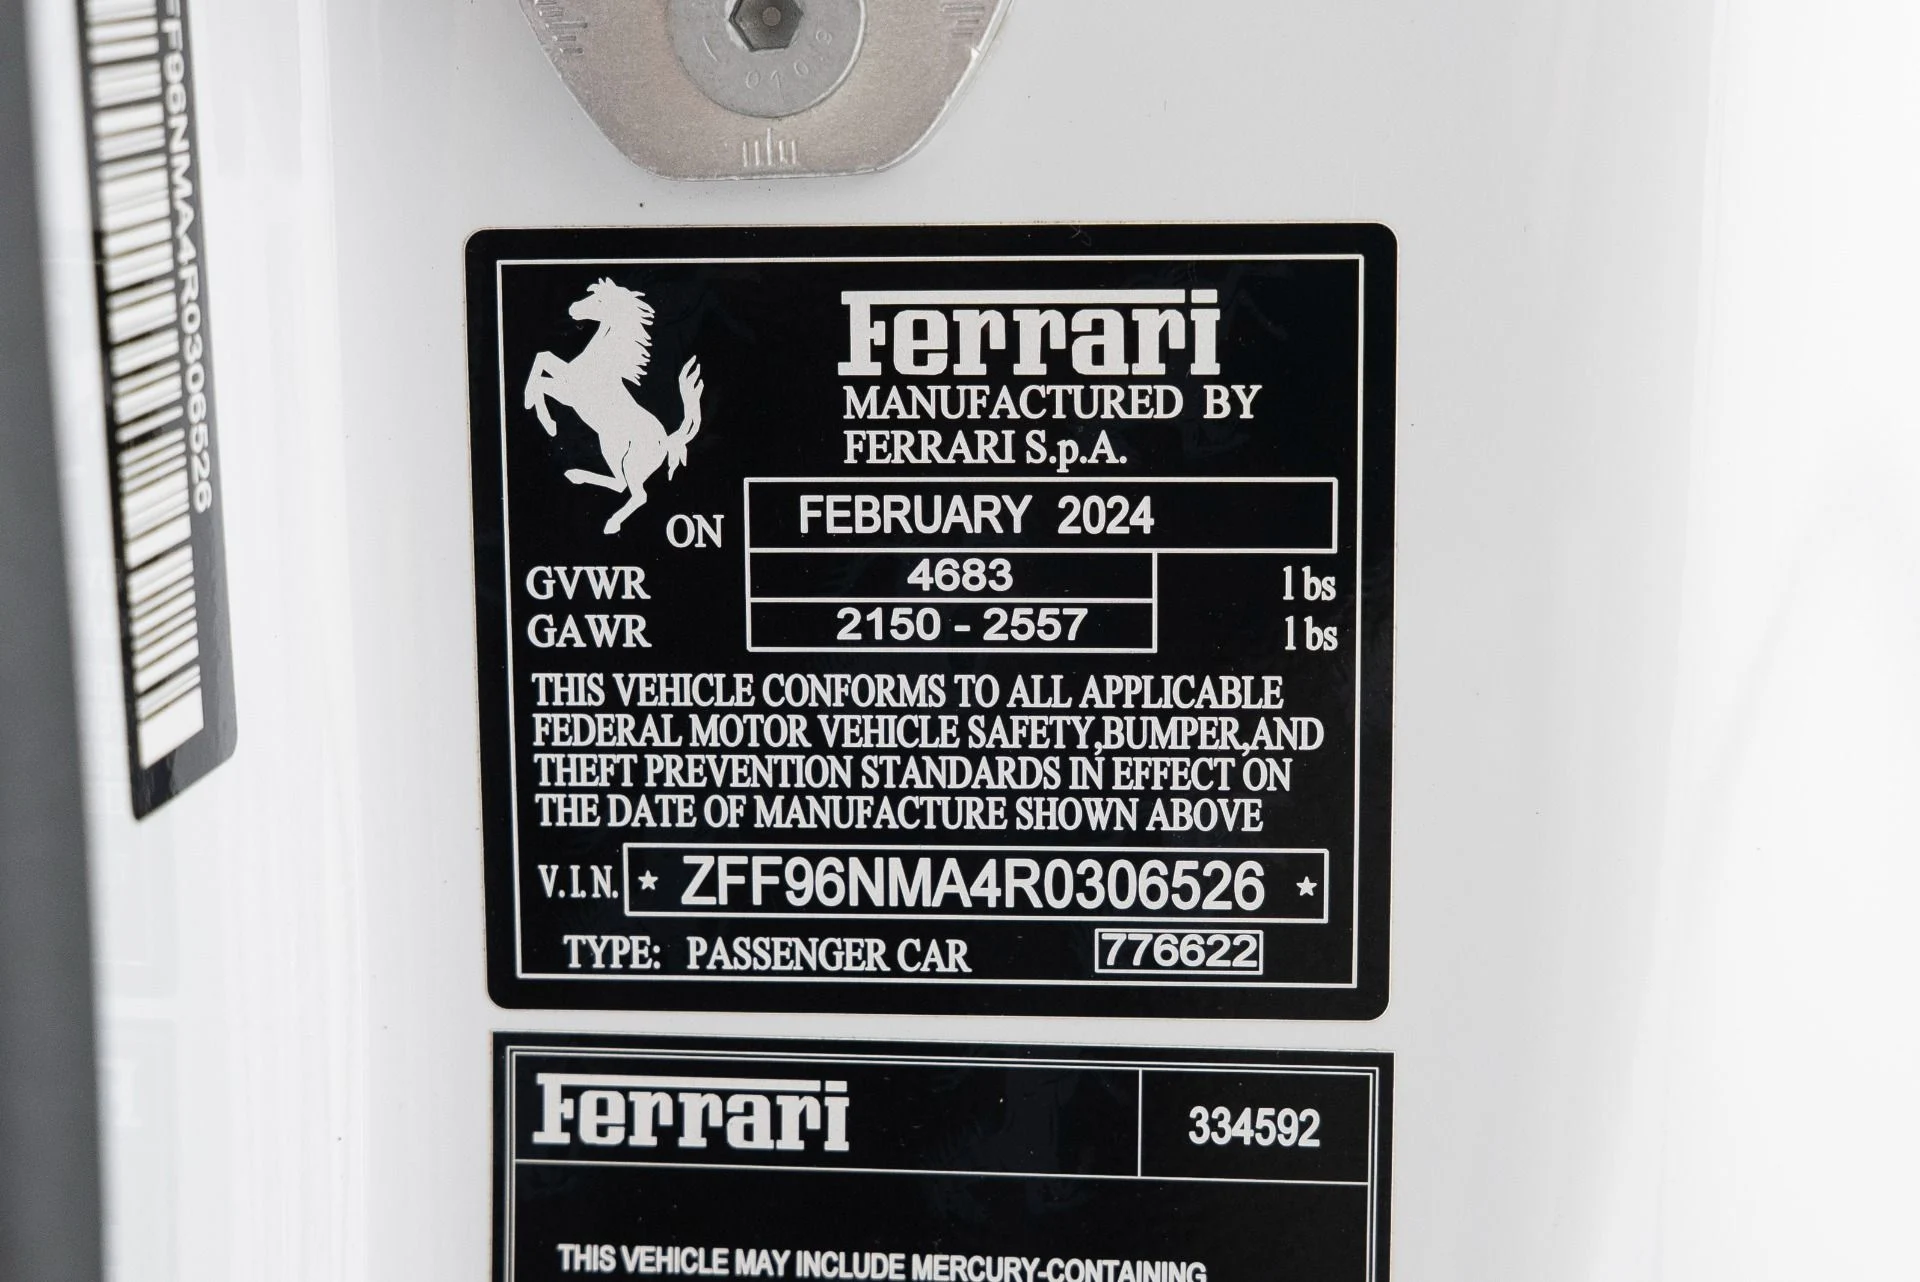 FF96NMA4R0306526
Ferrari
MANUFACTURED BY
FERRARI S.p.A.
ON FEBRUARY 2024
GVWR 4683 lbs
GAWR 2150 - 2557 lbs
THIS VEHICLE CONFORMS TO ALL APPLICABLE
FEDERAL MOTOR VEHICLE SAFETY,BUMPER,AND
THEFT PREVENTION STANDARDS IN EFFECT ON
THE DATE OF MANUFACTURE SHOWN ABOVE
V.I.N. ★ ZFF96NMA4R0306526 ★
TYPE: PASSENGER CAR 776622
Ferrari 334592
THIS VEHICLE MAY INCLUDE MERCURY-CONTAINING